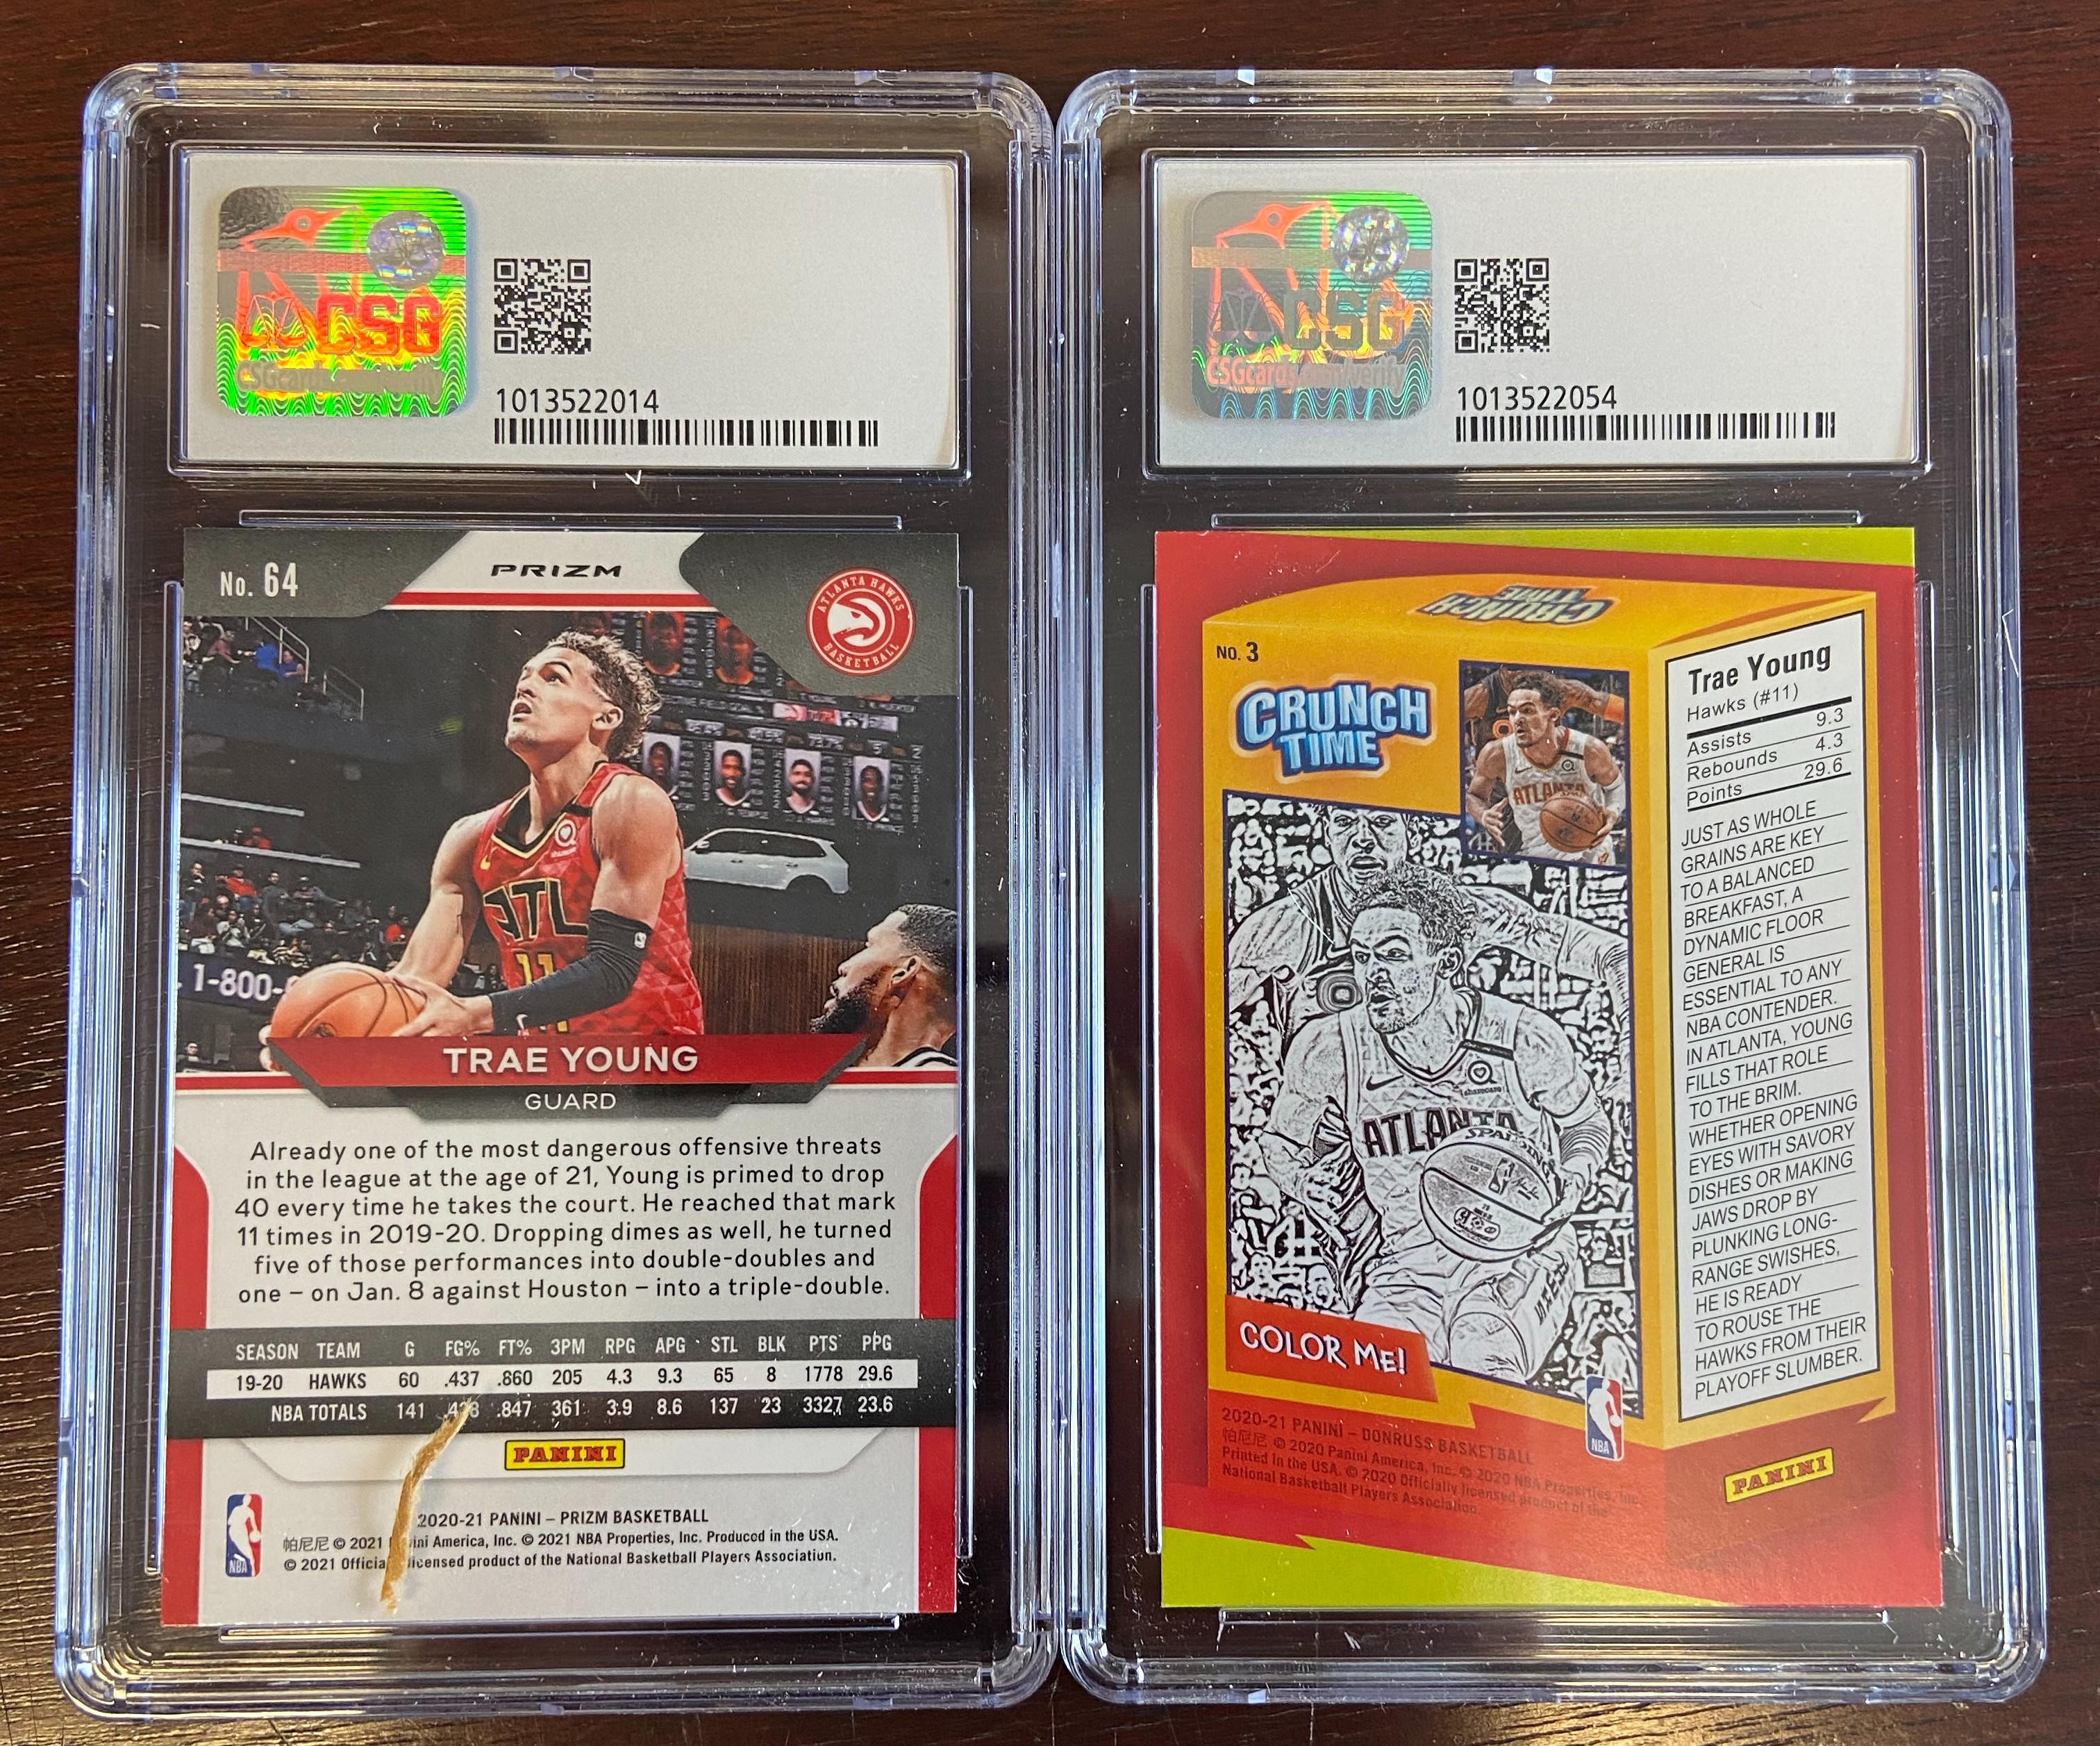 CSG
CSGcards.com/verify
1013522014
No. 64
PRIZM
ATLANTA HAWKS
BASKETBALL
1-800-
ATL
11
TRAE YOUNG
GUARD
Already one of the most dangerous offensive threats
in the league at the age of 21, Young is primed to drop
40 every time he takes the court. He reached that mark
11 times in 2019-20. Dropping dimes as well, he turned
five of those performances into double-doubles and
one – on Jan. 8 against Houston – into a triple-double.
SEASON TEAM G FG% FT% 3PM RPG APG STL BLK PTS PPG
19-20 HAWKS 60 .437 .860 205 4.3 9.3 65 8 1778 29.6
NBA TOTALS 141 .847 361 3.9 8.6 137 23 3327 23.6
PANINI
NBA
2020-21 PANINI – PRIZM BASKETBALL
帕尼尼 © 2021 ini America, Inc. © 2021 NBA Properties, Inc. Produced in the USA.
© 2021 Officia licensed product of the National Basketball Players Association.
CSG
CSGcards.com/verify
1013522054
CRUNCH
TIME
NO. 3
CRUNCH
TIME
ATLANTA
ATLANTA
SPALDING
COLOR ME!
NBA
Trae Young
Hawks (#11)
Assists 9.3
Rebounds 4.3
Points 29.6
JUST AS WHOLE
GRAINS ARE KEY
TO A BALANCED
BREAKFAST, A
DYNAMIC FLOOR
GENERAL IS
ESSENTIAL TO ANY
NBA CONTENDER.
IN ATLANTA, YOUNG
FILLS THAT ROLE
TO THE BRIM.
WHETHER OPENING
EYES WITH SAVORY
DISHES OR MAKING
JAWS DROP BY
PLUNKING LONG-
RANGE SWISHES,
HE IS READY
TO ROUSE THE
HAWKS FROM THEIR
PLAYOFF SLUMBER.
2020-21 PANINI – DONRUSS BASKETBALL
帕尼尼 © 2020 Panini America, Inc. © 2020 NBA Properties, Inc.
Printed in the USA. © 2020 Officially licensed product of the
National Basketball Players Association.
PANINI